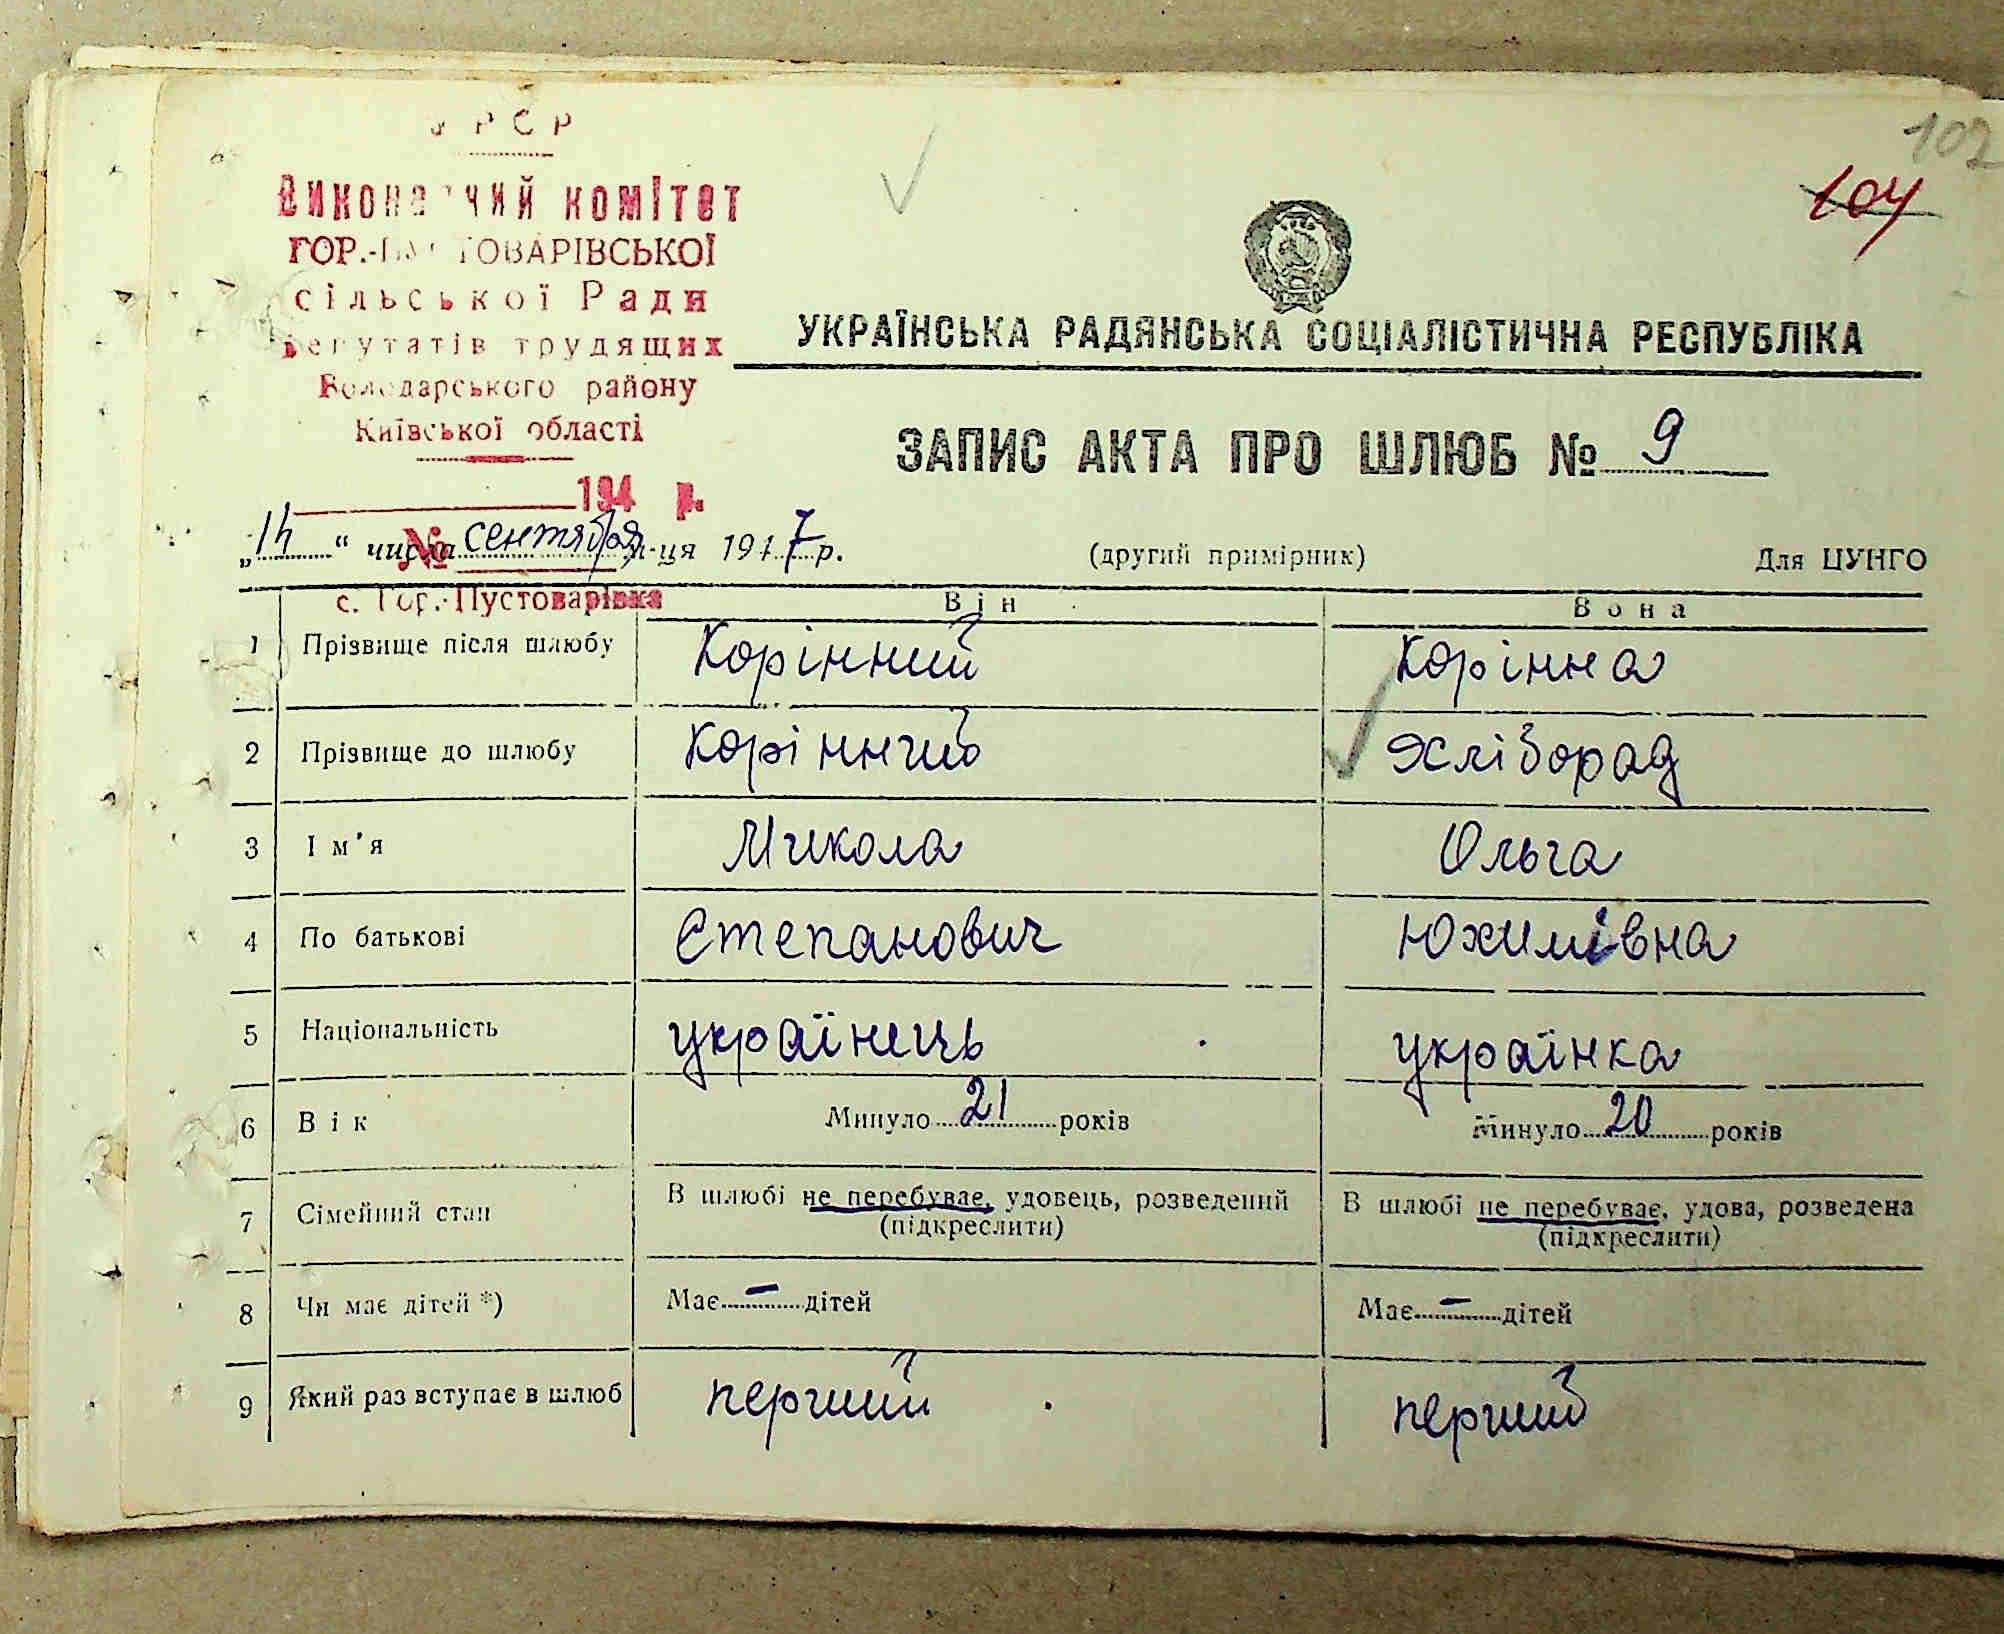 УРСР
Виконавчий комітет
ГОР.-ПУСТОВАРІВСЬКОЇ
сільської Ради
депутатів трудящих
Володарського району
Київської області
194 р.
№
с. Гор.-Пустоварівка
102
104
УКРАЇНСЬКА РАДЯНСЬКА СОЦІАЛІСТИЧНА РЕСПУБЛІКА
ЗАПИС АКТА ПРО ШЛЮБ № 9
„14“ числа сентября м-ця 1947 р. (другий примірник) Для ЦУНГО
Він Вона
1 Прізвище після шлюбу Корінний Корінна
2 Прізвище до шлюбу Корінний Хліборад
3 Ім'я Микола Ольга
4 По батькові Степанович Юхимівна
5 Національність українець українка
6 Вік Минуло 21 років Минуло 20 років
7 Сімейний стан В шлюбі не перебуває, удовець, розведений В шлюбі не перебуває, удова, розведена
(підкреслити) (підкреслити)
8 Чи має дітей *) Має – дітей Має – дітей
9 Який раз вступає в шлюб перший перший